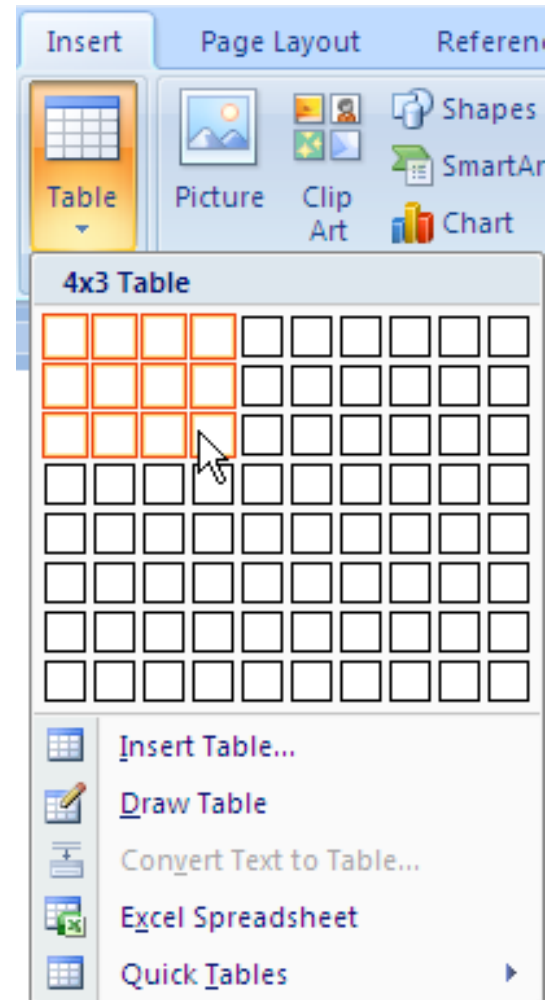 Insert Page Layout
Shapes
Table Picture Clip Art
Chart
4x3 Table
Insert Table...
Draw Table
Convert Text to Table...
Excel Spreadsheet
Quick Tables